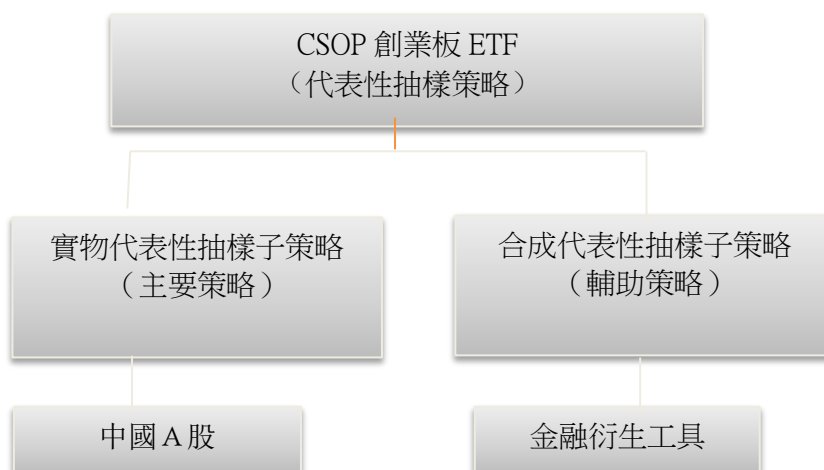 CSOP 創業板 ETF
（代表性抽樣策略）
實物代表性抽樣子策略
（主要策略）
合成代表性抽樣子策略
（輔助策略）
中國A股
金融衍生工具